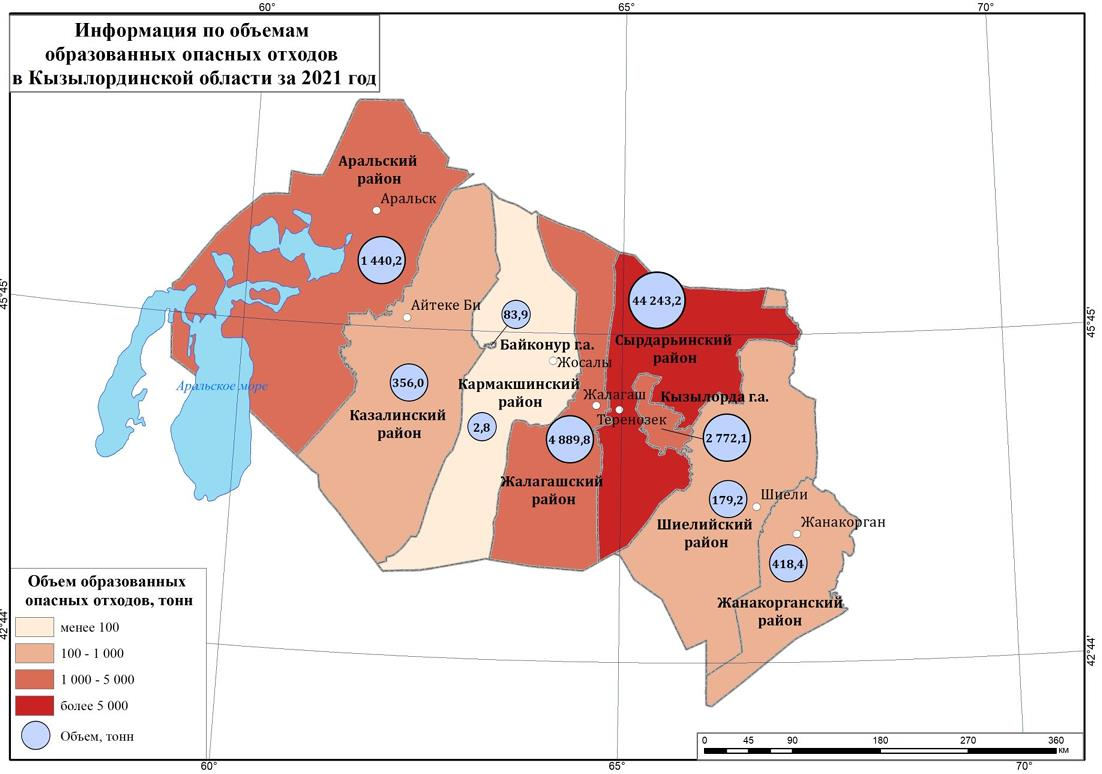 60°
65°
70°
Информация по объемам
образованных опасных отходов
в Кызылординской области за 2021 год
Аральский
район
Аральск
1 440,2
45°45'
45°45'
Айтеке Би
83,9
44 243,2
Байконур г.а.
Сырдарьинский
район
Жосалы
Аральское море
356,0
Кармакшинский
район
Жалагаш
Кызылорда г.а.
Казалинский
район
Теренозек
2,8
4 889,8
2 772,1
Жалагашский
район
179,2
Шиели
Шиелийский
район
Жанакорган
418,4
Жанакорганский
район
Объем образованных
опасных отходов, тонн
менее 100
100 - 1 000
1 000 - 5 000
более 5 000
Объем, тонн
42°44'
42°44'
0 45 90 180 270 360
км
60°
65°
70°